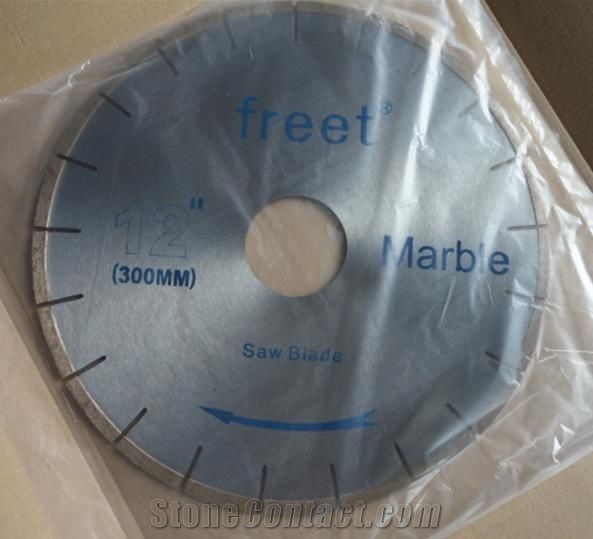 freet®
12"
(300MM)
Marble
Saw Blade
StoneContact.com